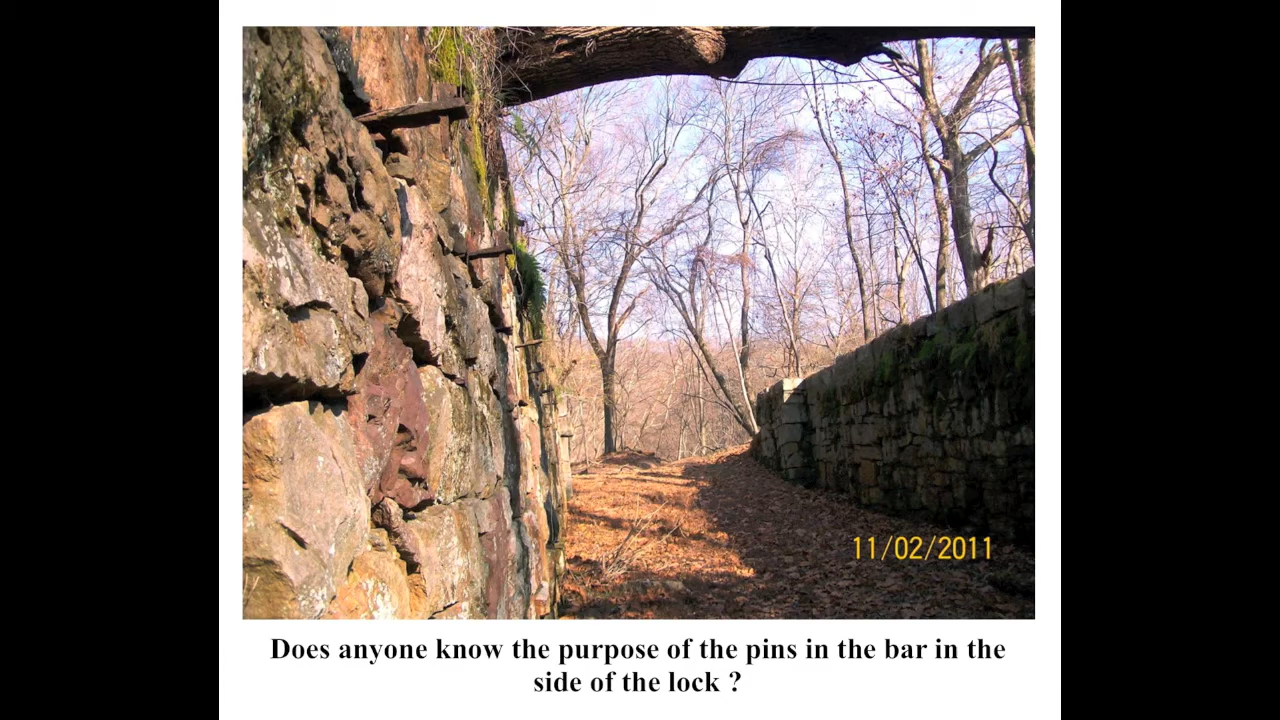 11/02/2011
Does anyone know the purpose of the pins in the bar in the
side of the lock ?